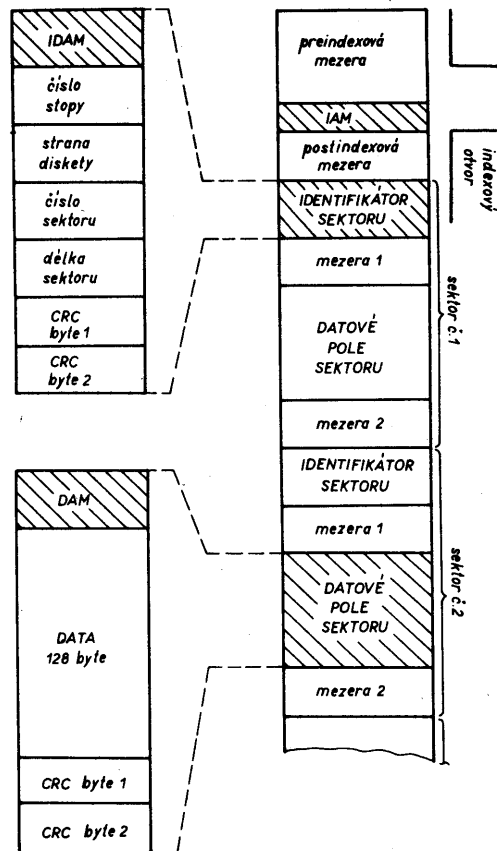 IDAM
číslo
stopy
strana
diskety
číslo
sektoru
délka
sektoru
CRC
byte 1
CRC
byte 2
DAM
DATA
128 byte
CRC byte 1
CRC byte 2
preindexová
mezera
IAM
postindexová
mezera
IDENTIFIKÁTOR
SEKTORU
mezera 1
DATOVÉ
POLE
SEKTORU
mezera 2
IDENTIFIKÁTOR
SEKTORU
mezera 1
DATOVÉ
POLE
SEKTORU
mezera 2
indexový
otvor
sektor č.1
sektor č.2